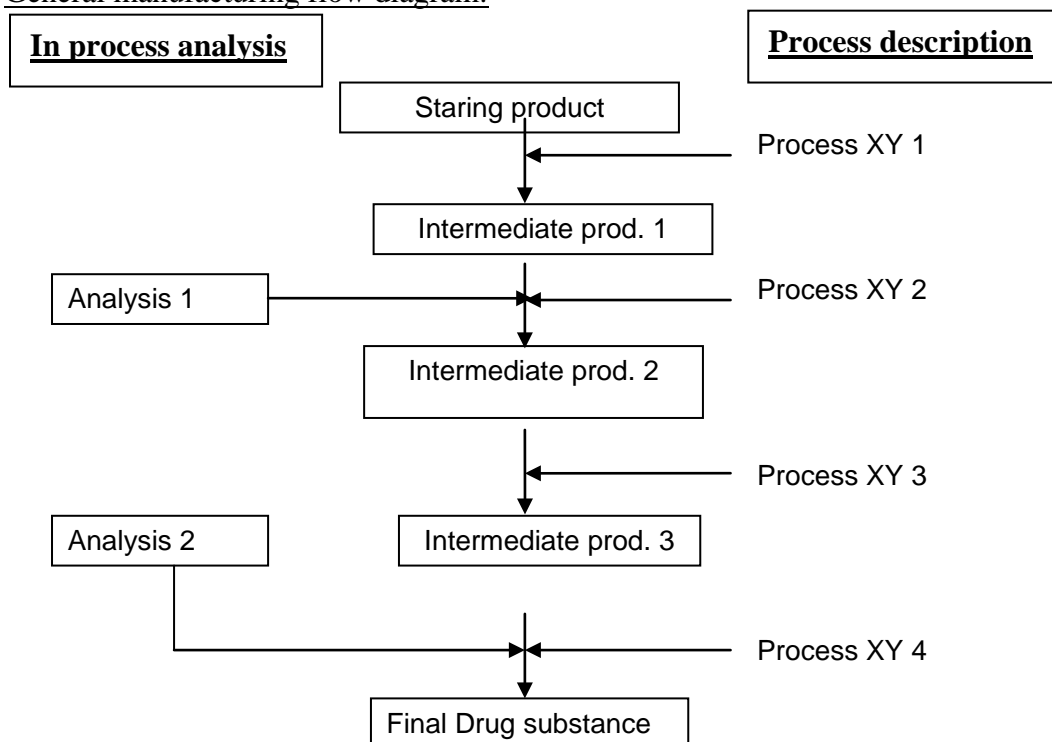 General manufacturing flow diagram:
In process analysis
Process description
Staring product
Process XY 1
Intermediate prod. 1
Analysis 1
Process XY 2
Intermediate prod. 2
Process XY 3
Analysis 2
Intermediate prod. 3
Process XY 4
Final Drug substance